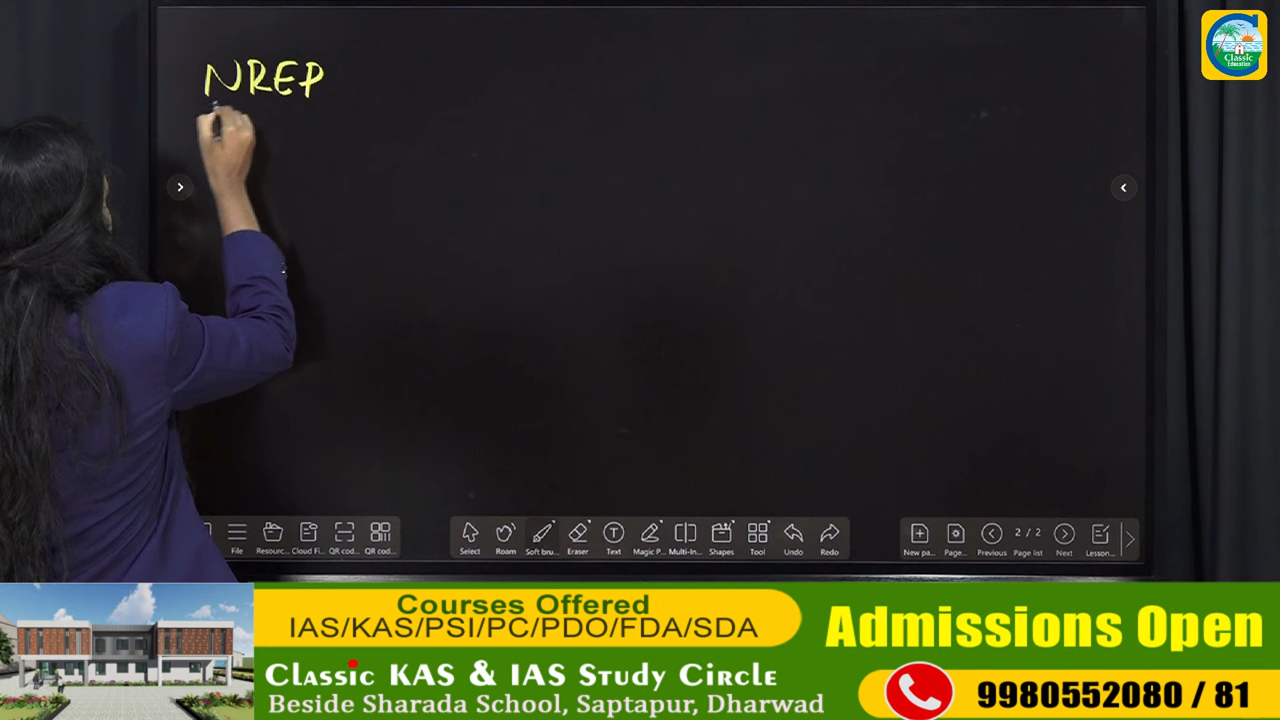 NREP
Classic
Education
File
Resourc...
Cloud Fi...
QR cod...
QR cod...
Select
Roam
Soft bru...
Eraser
Text
Magic P...
Multi-In...
Shapes
Tool
Undo
Redo
New pa...
Page...
Previous
2 / 2
Page list
Next
Lesson...
Courses Offered
IAS/KAS/PSI/PC/PDO/FDA/SDA
Classic KAS & IAS Study Circle
Beside Sharada School, Saptapur, Dharwad
Admissions Open
9980552080 / 81